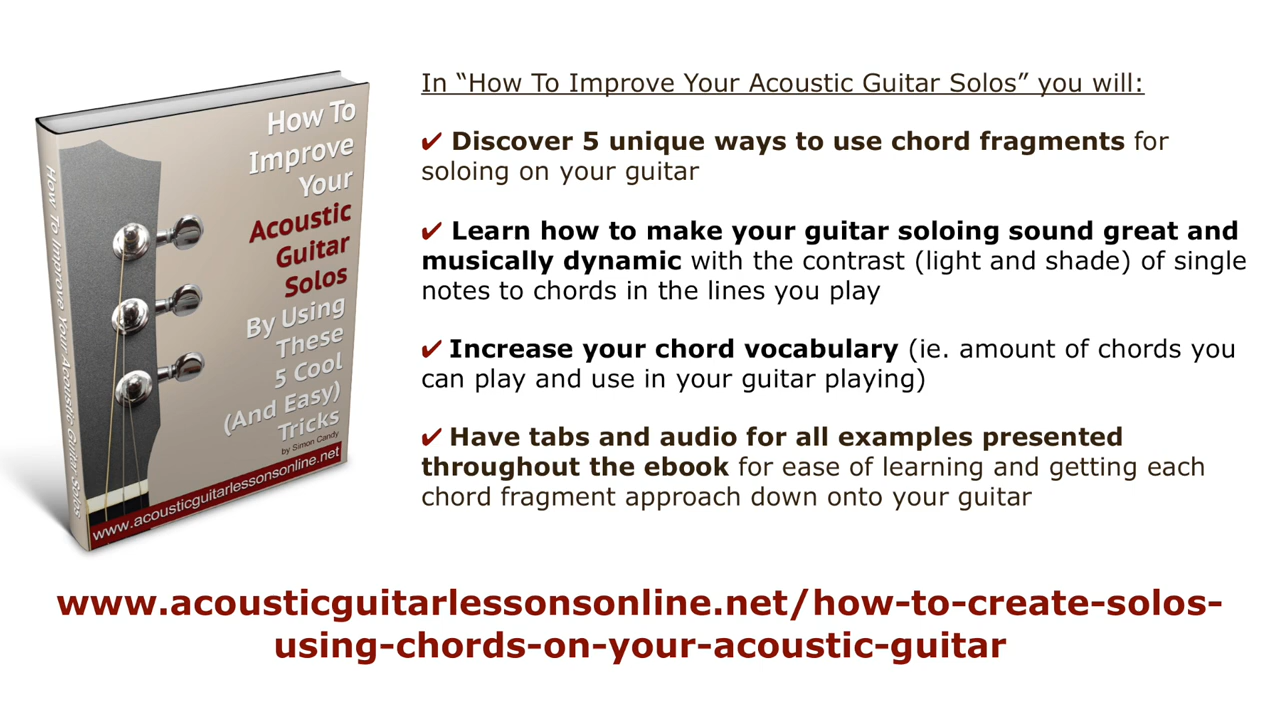 How To Improve Your Acoustic Guitar Solos
How To
Improve
Your
Acoustic
Guitar
Solos
By Using
These
5 Cool
(And Easy)
Tricks
by Simon Candy
www.acousticguitarlessonsonline.net
In “How To Improve Your Acoustic Guitar Solos” you will:
✔ Discover 5 unique ways to use chord fragments for
soloing on your guitar
✔ Learn how to make your guitar soloing sound great and
musically dynamic with the contrast (light and shade) of single
notes to chords in the lines you play
✔ Increase your chord vocabulary (ie. amount of chords you
can play and use in your guitar playing)
✔ Have tabs and audio for all examples presented
throughout the ebook for ease of learning and getting each
chord fragment approach down onto your guitar
www.acousticguitarlessonsonline.net/how-to-create-solos-
using-chords-on-your-acoustic-guitar